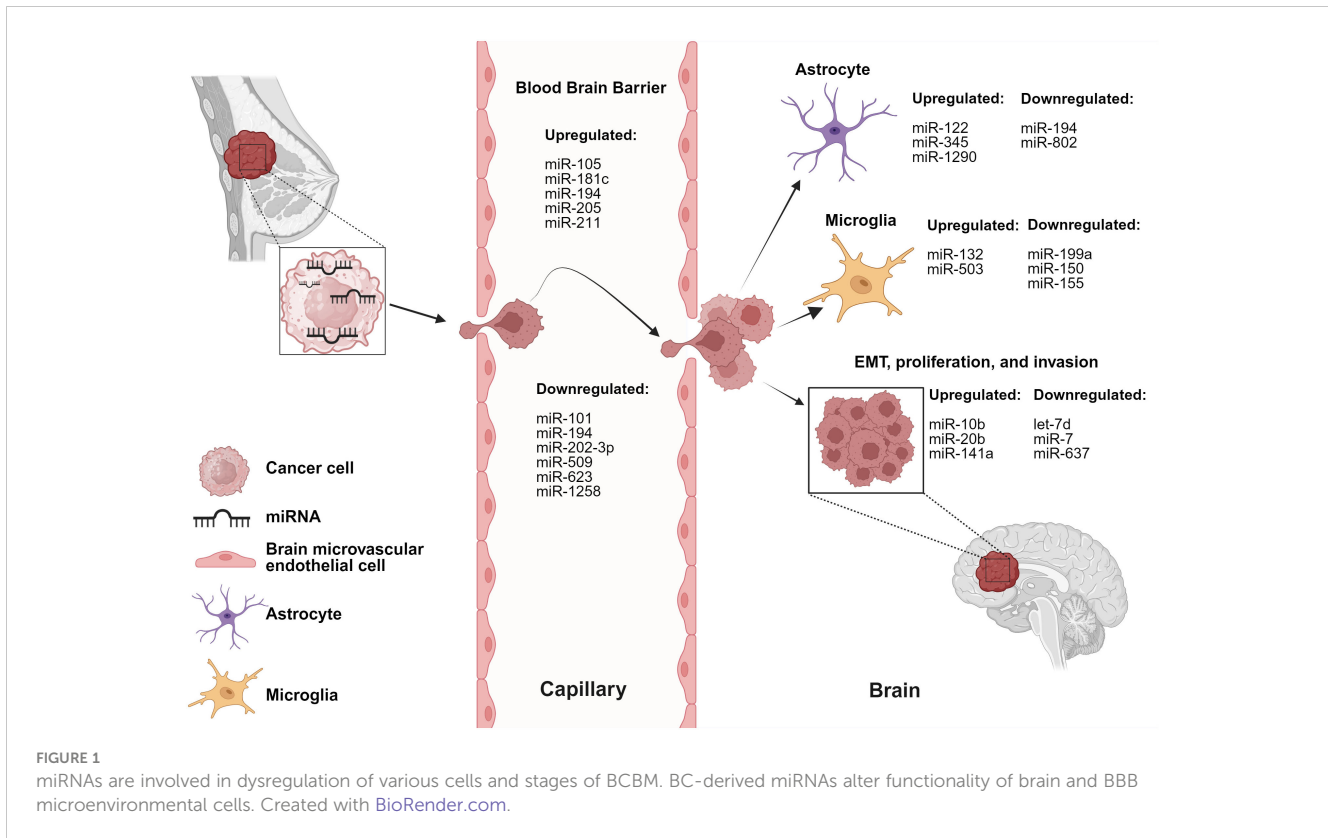 Blood Brain Barrier
Upregulated:
miR-105
miR-181c
miR-194
miR-205
miR-211
Downregulated:
miR-101
miR-194
miR-202-3p
miR-509
miR-623
miR-1258
Capillary
Astrocyte
Upregulated:
miR-122
miR-345
miR-1290
Downregulated:
miR-194
miR-802
Microglia
Upregulated:
miR-132
miR-503
Downregulated:
miR-199a
miR-150
miR-155
EMT, proliferation, and invasion
Upregulated:
miR-10b
miR-20b
miR-141a
Downregulated:
let-7d
miR-7
miR-637
Brain
Cancer cell
miRNA
Brain microvascular
endothelial cell
Astrocyte
Microglia
FIGURE 1
miRNAs are involved in dysregulation of various cells and stages of BCBM. BC-derived miRNAs alter functionality of brain and BBB
microenvironmental cells. Created with BioRender.com.